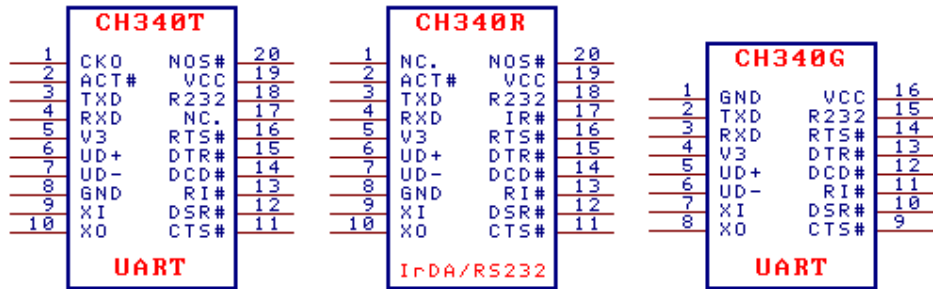 CH340T
1 CKO NOS# 20
2 ACT# VCC 19
3 TXD R232 18
4 RXD NC. 17
5 V3 RTS# 16
6 UD+ DTR# 15
7 UD- DCD# 14
8 GND RI# 13
9 XI DSR# 12
10 XO CTS# 11
UART
CH340R
1 NC. NOS# 20
2 ACT# VCC 19
3 TXD R232 18
4 RXD IR# 17
5 V3 RTS# 16
6 UD+ DTR# 15
7 UD- DCD# 14
8 GND RI# 13
9 XI DSR# 12
10 XO CTS# 11
IrDA/RS232
CH340G
1 GND VCC 16
2 TXD R232 15
3 RXD RTS# 14
4 V3 DTR# 13
5 UD+ DCD# 12
6 UD- RI# 11
7 XI DSR# 10
8 XO CTS# 9
UART